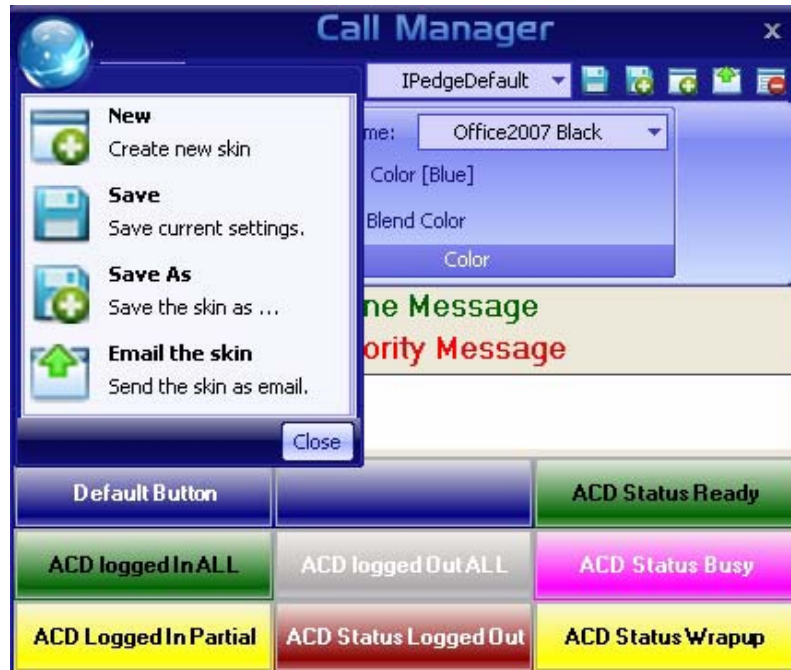 Call Manager
x
IPedgeDefault
New
Create new skin
Save
Save current settings.
Save As
Save the skin as ...
Email the skin
Send the skin as email.
Close
me: Office2007 Black
Color [Blue]
Blend Color
Color
ne Message
ority Message
Default Button
ACD Status Ready
ACD logged In ALL
ACD logged Out ALL
ACD Status Busy
ACD Logged In Partial
ACD Status Logged Out
ACD Status Wrapup